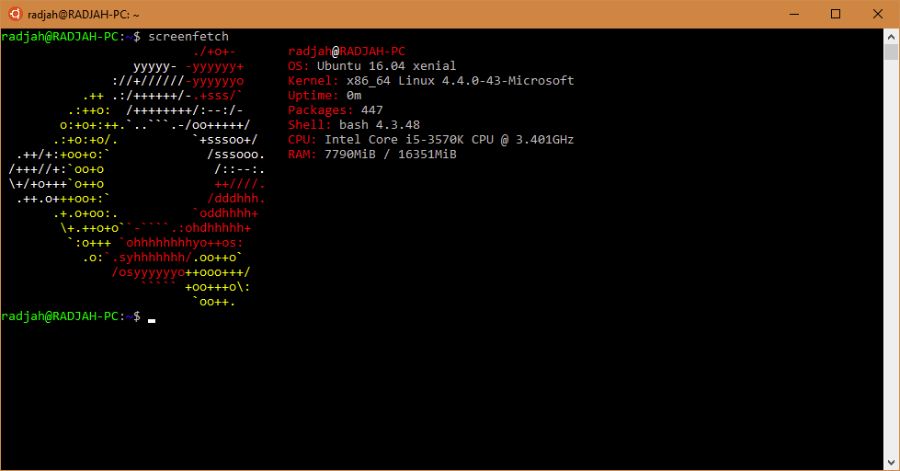 radjah@RADJAH-PC: ~
radjah@RADJAH-PC:~$ screenfetch
                          ./+o+-       radjah@RADJAH-PC
                  yyyyy- -yyyyyy+      OS: Ubuntu 16.04 xenial
               ://+//////-yyyyyyo      Kernel: x86_64 Linux 4.4.0-43-Microsoft
           .++ .:/++++++/-.+sss/`      Uptime: 0m
         .:++o:  /++++++++/:--:/-      Packages: 447
        o:+o+:++.`..```.-/oo+++++/     Shell: bash 4.3.48
       .:+o:+o/.          `+sssoo+/    CPU: Intel Core i5-3570K CPU @ 3.401GHz
  .++/+:+oo+o:`             /sssooo.   RAM: 7790MiB / 16351MiB
 /+++//+:`oo+o               /::--:.
 \+/+o+++`o++o               ++////.
  .++.o+++oo+:`             /dddhhh.
       .+.o+oo:.          `oddhhhh+
        \+.++o+o``-````.:ohdhhhhh+
         `:o+++ `ohhhhhhhhyo++os:
           .o:`.syhhhhhhh/.oo++o`
               /osyyyyyyo++ooo+++/
                   ````` +oo+++o\:
                          `oo++.
radjah@RADJAH-PC:~$